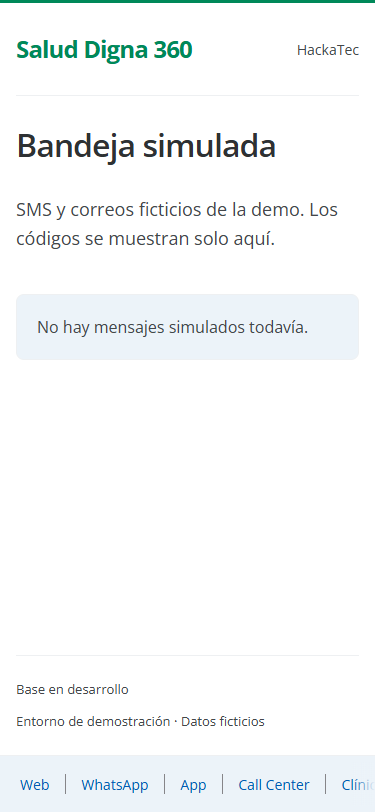 Salud Digna 360
HackaTec
Bandeja simulada
SMS y correos ficticios de la demo. Los
códigos se muestran solo aquí.
No hay mensajes simulados todavía.
Base en desarrollo
Entorno de demostración · Datos ficticios
Web
WhatsApp
App
Call Center